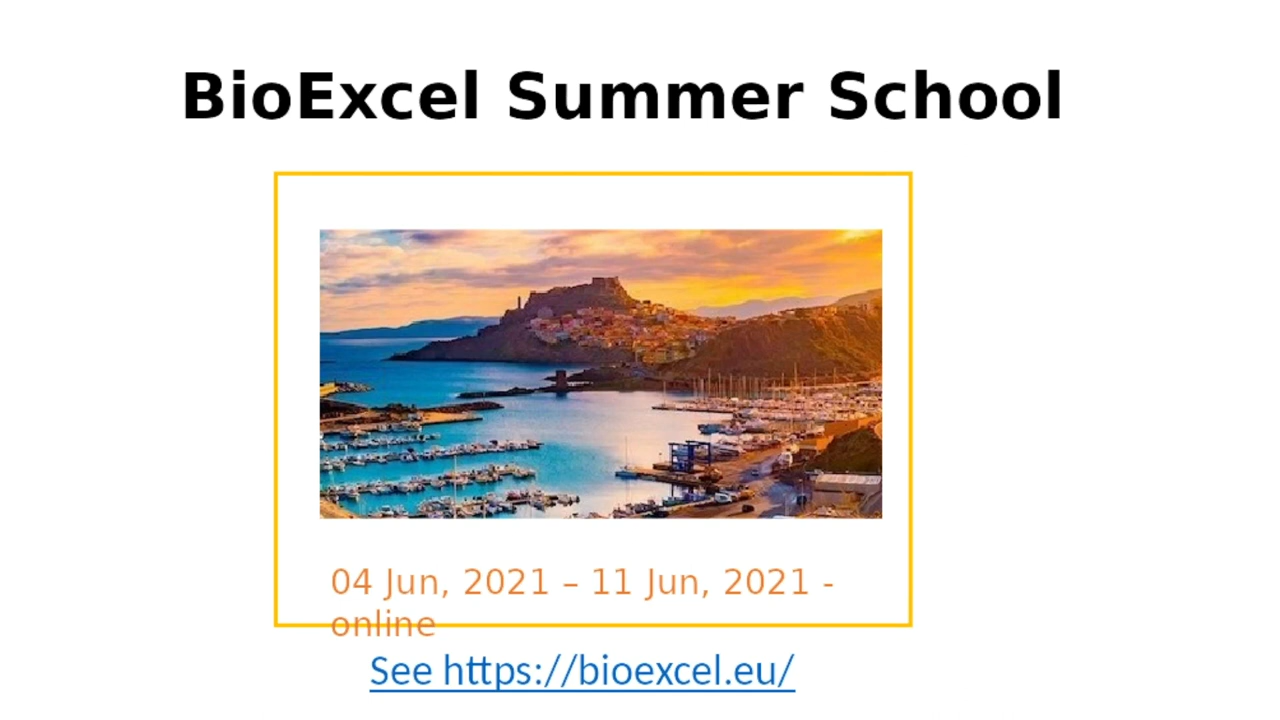 BioExcel Summer School
04 Jun, 2021 – 11 Jun, 2021 -
online
See https://bioexcel.eu/